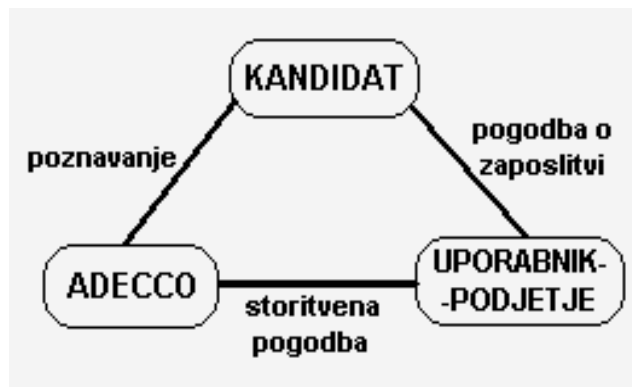 KANDIDAT
poznavanje
pogodba o
zaposlitvi
ADECCO
UPORABNIK-
-PODJETJE
storitvena
pogodba